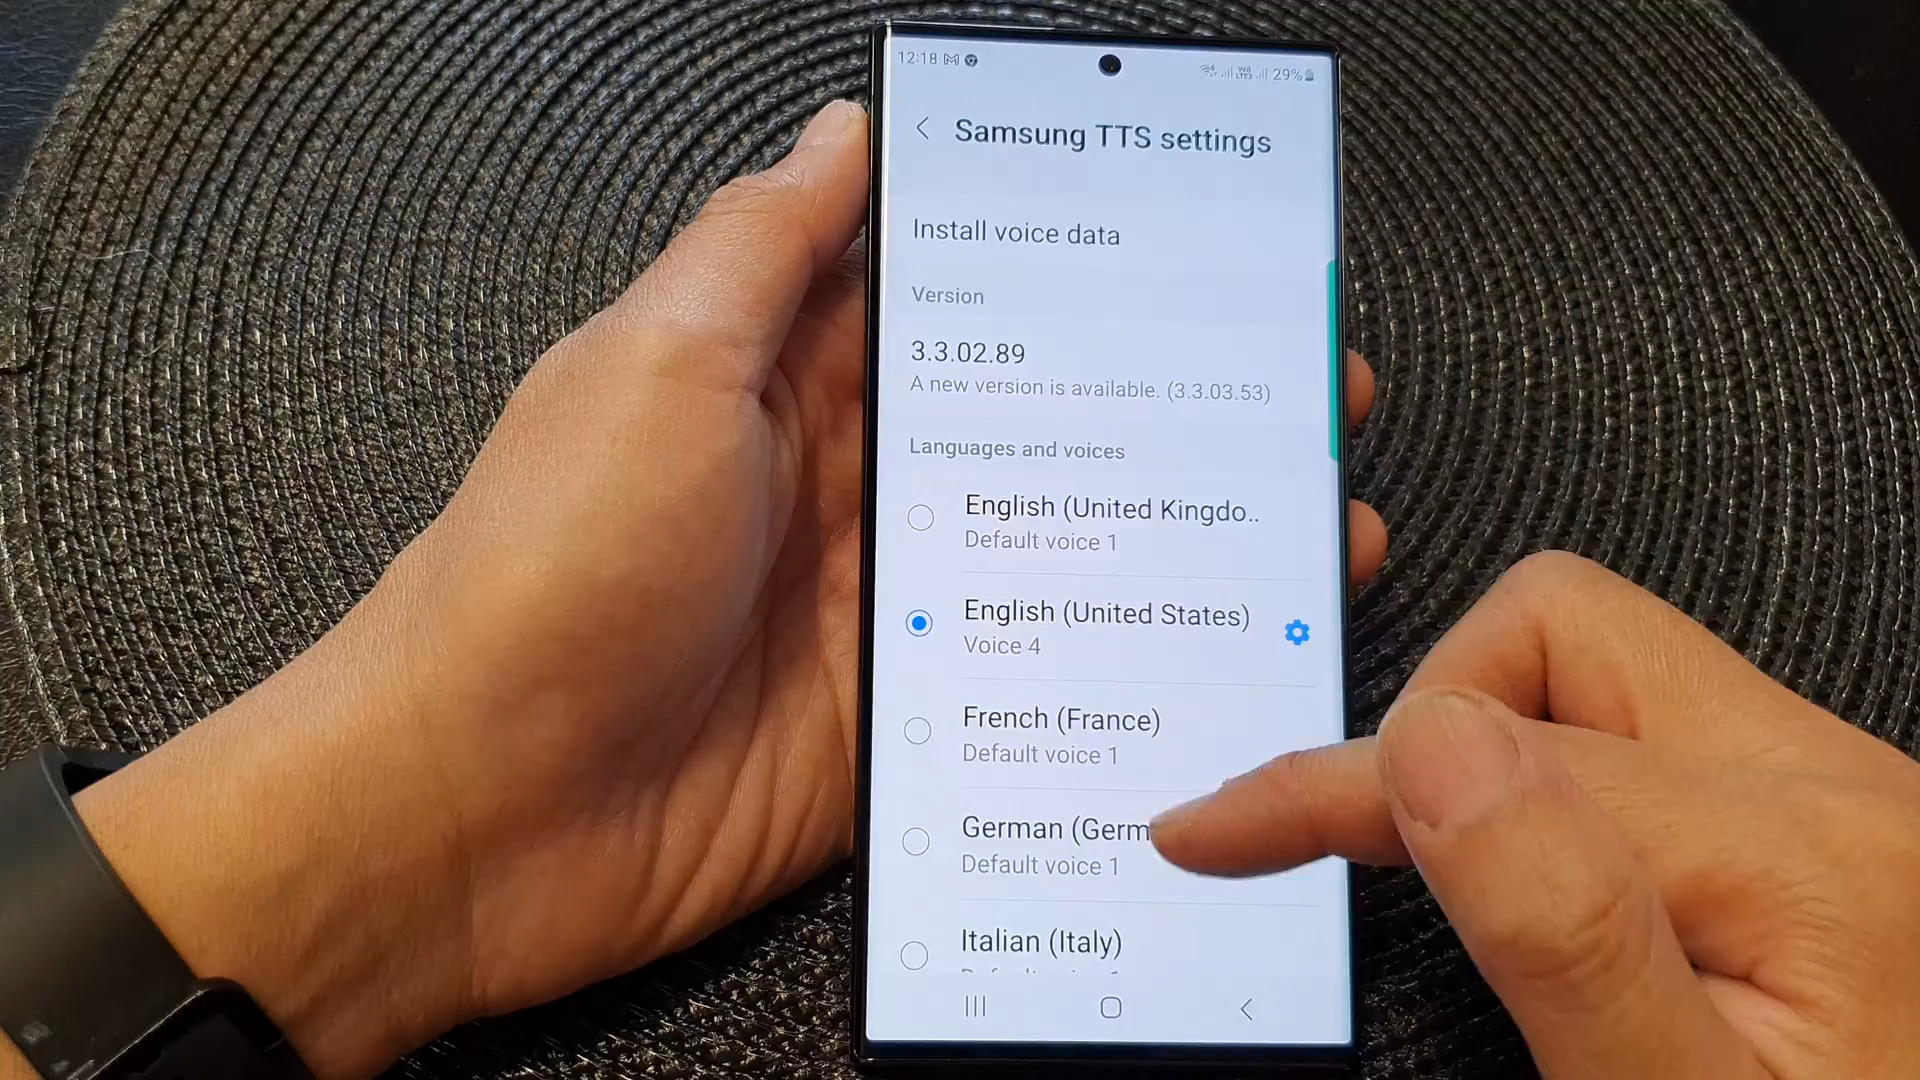 12:18 29%
Samsung TTS settings
Install voice data
Version
3.3.02.89
A new version is available. (3.3.03.53)
Languages and voices
English (United Kingdo..
Default voice 1
English (United States)
Voice 4
French (France)
Default voice 1
German (Germ
Default voice 1
Italian (Italy)